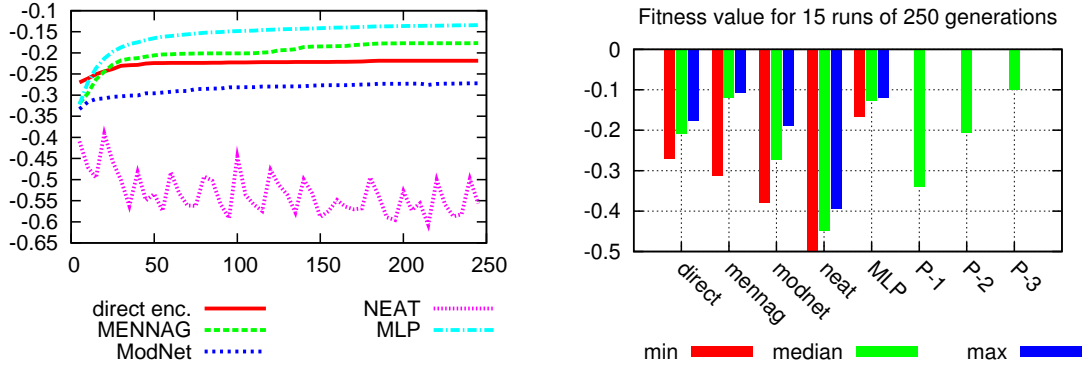 -0.1
-0.15
-0.2
-0.25
-0.3
-0.35
-0.4
-0.45
-0.5
-0.55
-0.6
-0.65
0 50 100 150 200 250
direct enc. NEAT
MENNAG MLP
ModNet
Fitness value for 15 runs of 250 generations
0
-0.1
-0.2
-0.3
-0.4
-0.5
direct mennag modnet neat MLP P-1 P-2 P-3
min median max